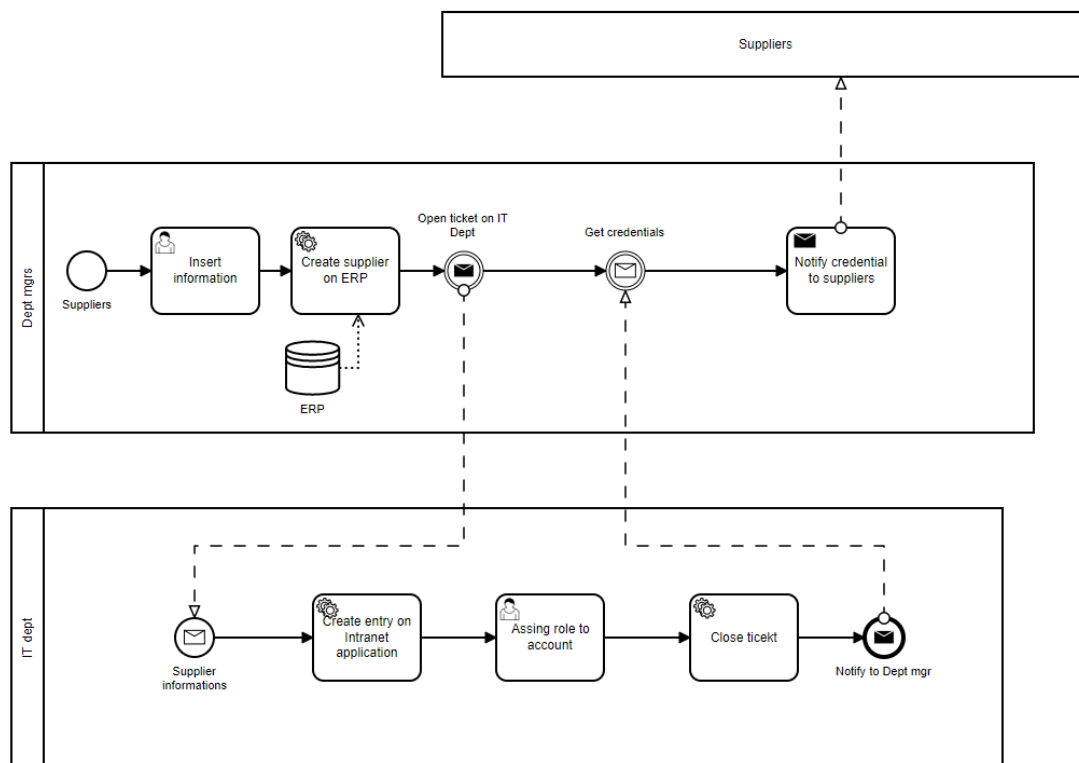 Suppliers
Dept mgrs
Open ticket on IT
Dept
Get credentials
Insert
information
Create supplier
on ERP
Notify credential
to suppliers
Suppliers
ERP
IT dept
Create entry on
Intranet
application
Assing role to
account
Close ticekt
Supplier
informations
Notify to Dept mgr